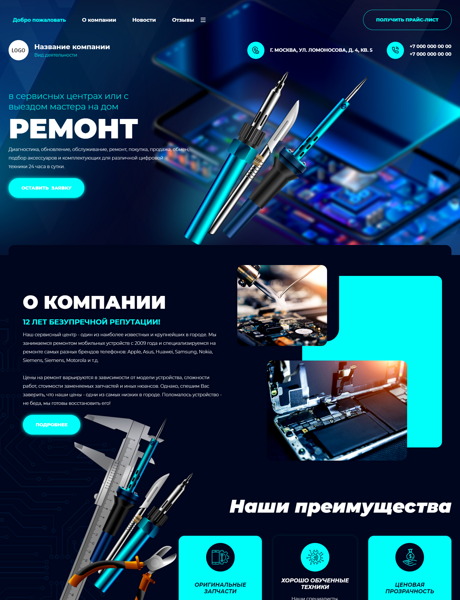 Добро пожаловать О компании Новости Отзывы
ПОЛУЧИТЬ ПРАЙС-ЛИСТ
LOGO
Название компании
Вид деятельности
Г. МОСКВА, УЛ. ЛОМОНОСОВА, Д. 4, КВ. 5
+7 000 000 00 00
+7 000 000 00 00
в сервисных центрах или с
выездом мастера на дом
РЕМОНТ
Диагностика, обновление, обслуживание, ремонт, покупка, продажа, обмен,
подбор аксессуаров и комплектующих для различной цифровой
техники 24 часа в сутки
ОСТАВИТЬ ЗАЯВКУ
О КОМПАНИИ
12 ЛЕТ БЕЗУПРЕЧНОЙ РЕПУТАЦИИ!
Наш сервисный центр - один из наиболее известных и крупнейших в городе. Мы
занимаемся ремонтом мобильных устройств с 2009 года и специализируемся на
ремонте самых разных брендов телефонов: Apple, Asus, Huawei, Samsung, Nokia,
Siemens, Siemens, Motorola и т.д.
Цены на ремонт варьируются в зависимости от модели устройства, сложности
работ, стоимости заменяемых запчастей и иных нюансов. Однако, спешим Вас
заверить, что наши цены - одни из самых низких в городе. Поломалось устройство -
не беда, мы готовы восстановить его!
ПОДРОБНЕЕ
Наши преимущества
ОРИГИНАЛЬНЫЕ
ЗАПЧАСТИ
ХОРОШО ОБУЧЕННЫЕ
ТЕХНИКИ
Наши специалисты
ЦЕНОВАЯ
ПРОЗРАЧНОСТЬ